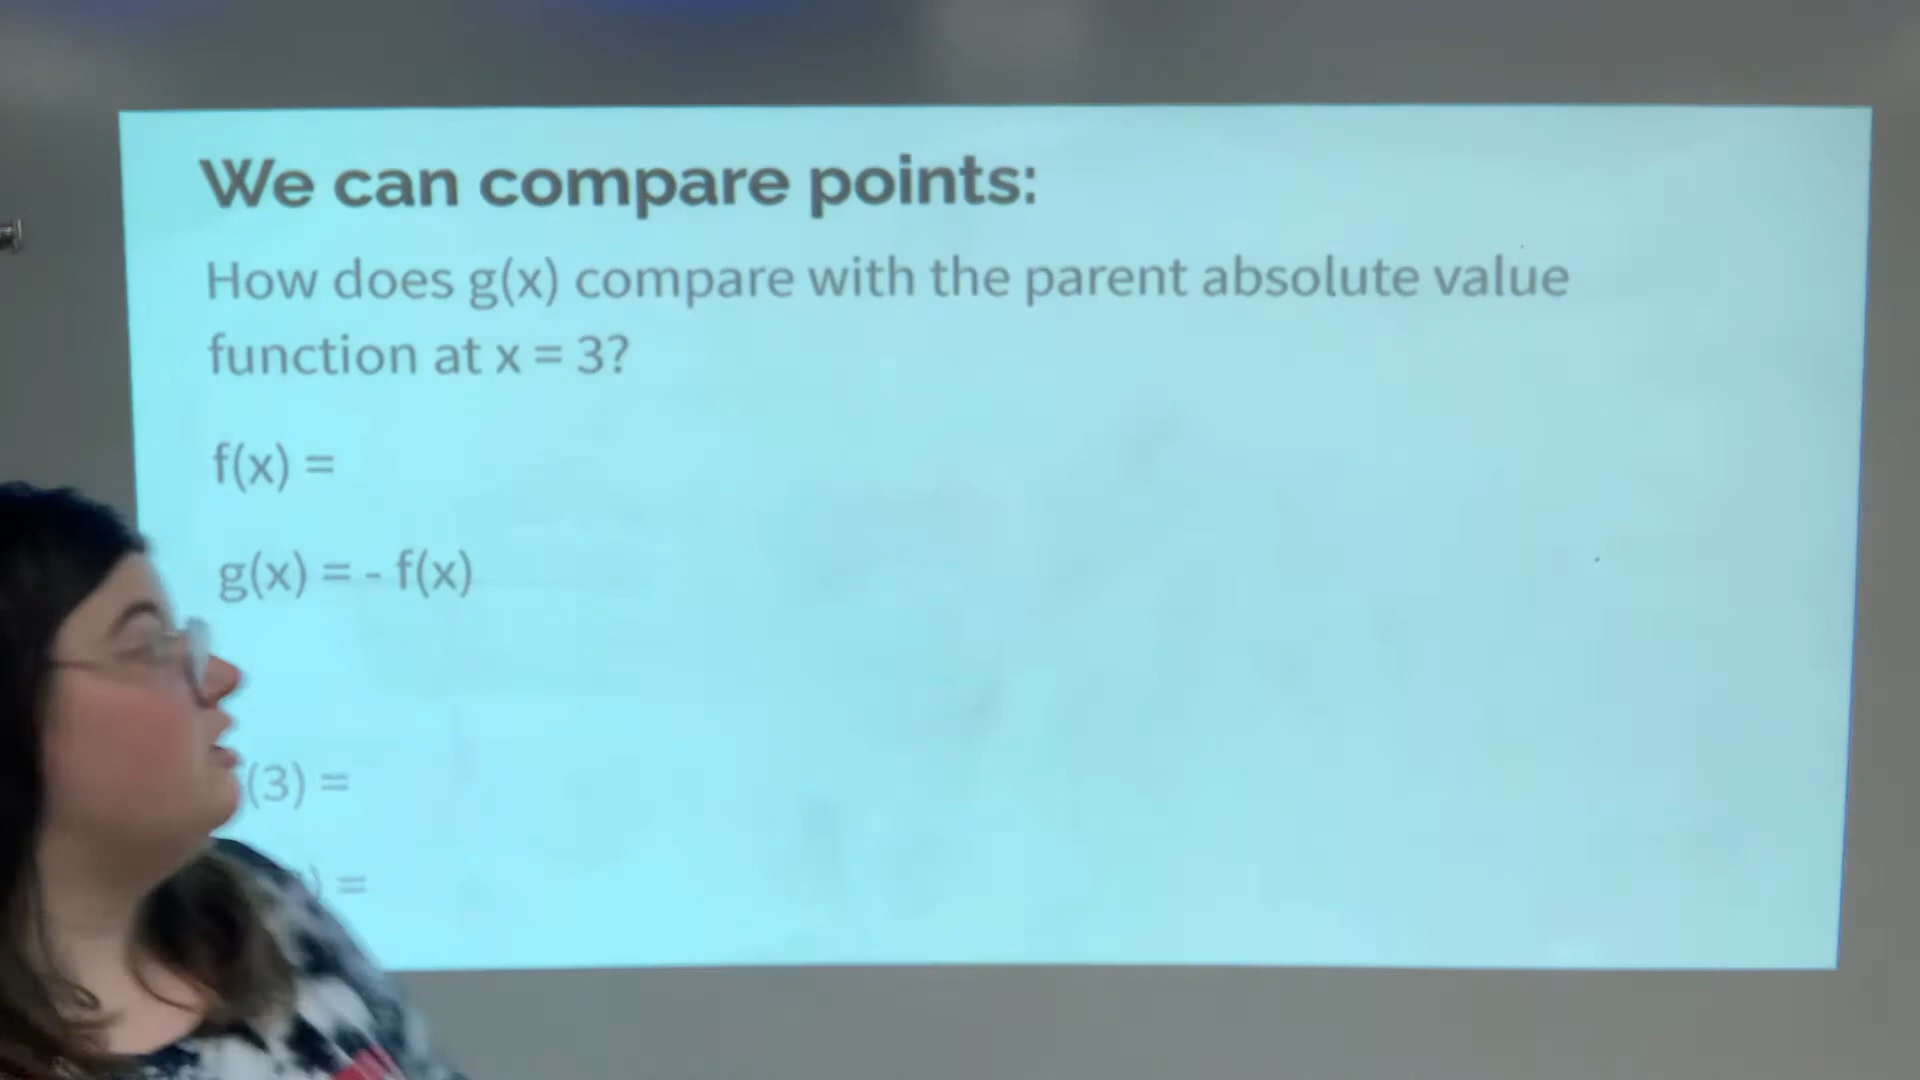 We can compare points:
How does g(x) compare with the parent absolute value
function at x = 3?
f(x) =
g(x) = - f(x)
(3) =
) =